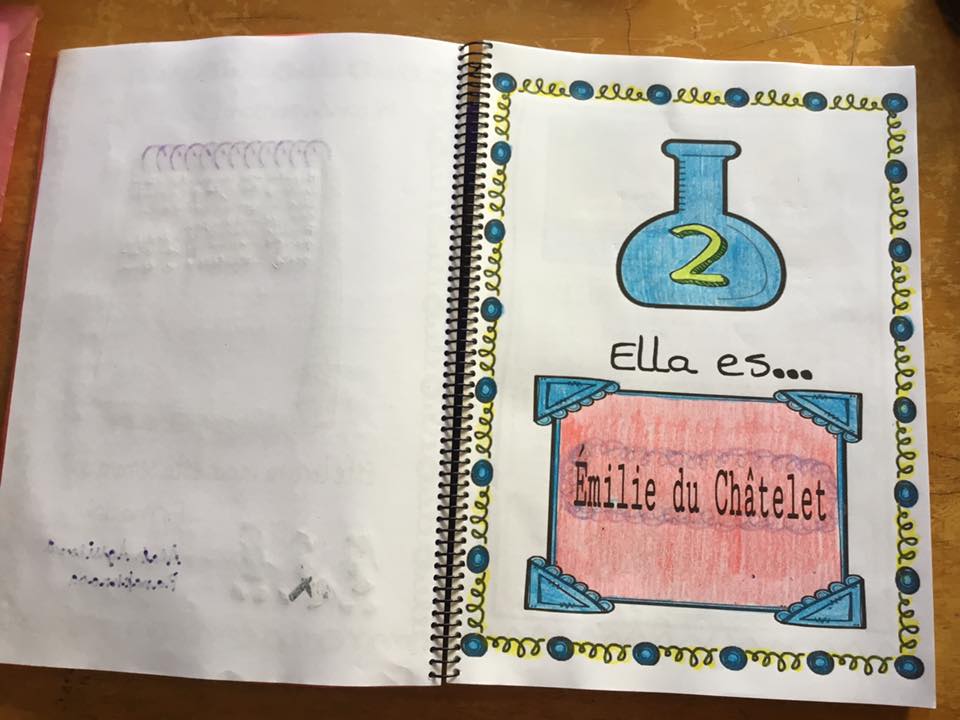 2
Ella es...
Émilie du Châtelet